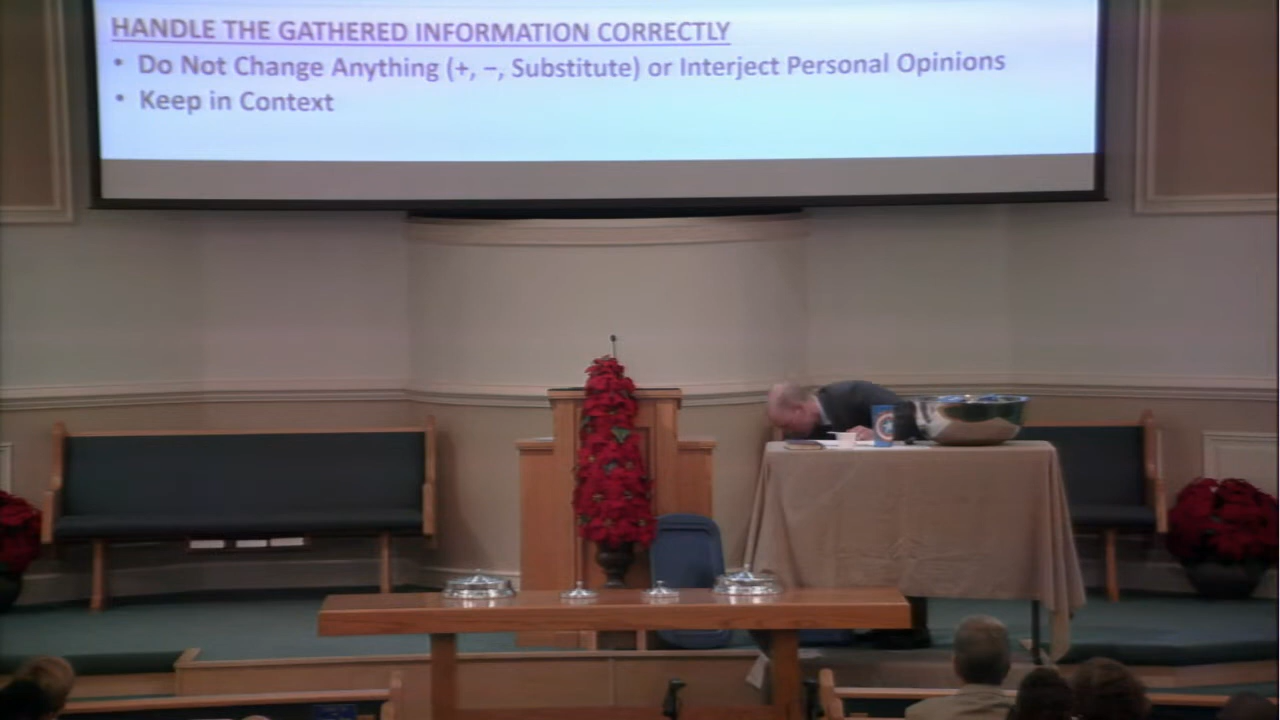 HANDLE THE GATHERED INFORMATION CORRECTLY
• Do Not Change Anything (+, −, Substitute) or Interject Personal Opinions
• Keep in Context